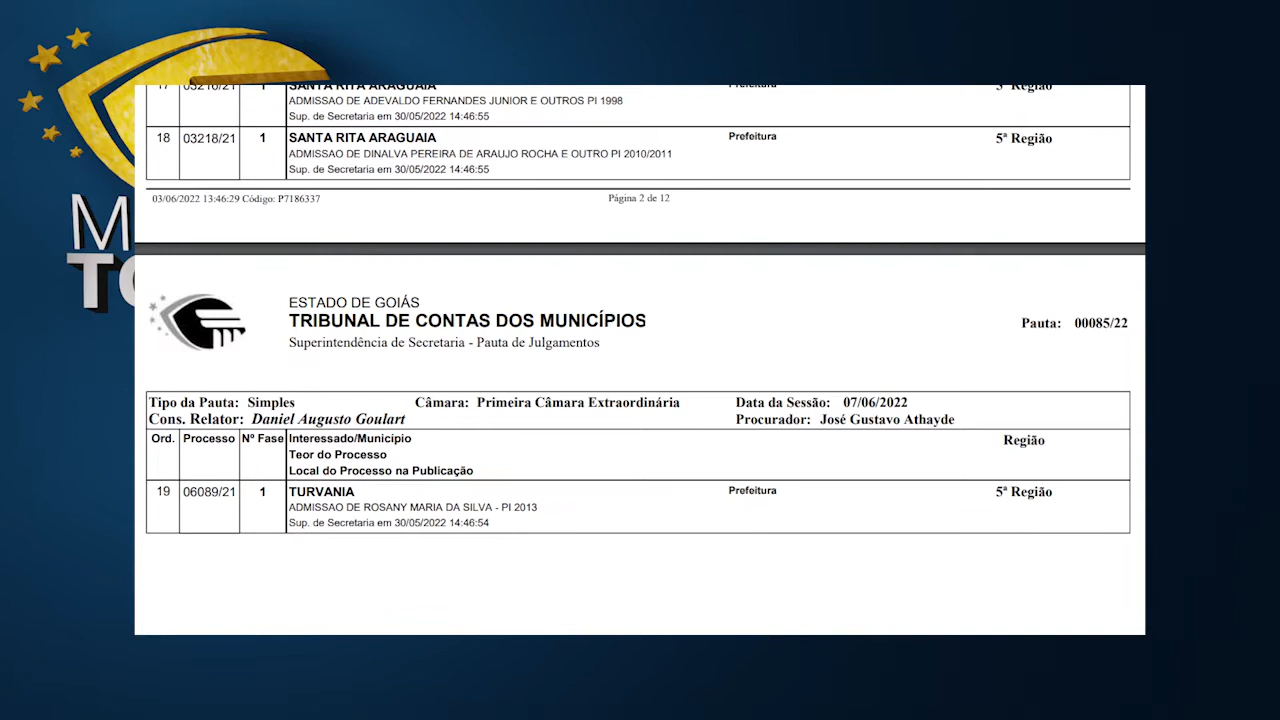 17 03216/21 1 SANTA RITA ARAGUAIA Prefeitura 5ª Região
ADMISSAO DE ADEVALDO FERNANDES JUNIOR E OUTROS PI 1998
Sup. de Secretaria em 30/05/2022 14:46:55
18 03218/21 1 SANTA RITA ARAGUAIA Prefeitura 5ª Região
ADMISSAO DE DINALVA PEREIRA DE ARAUJO ROCHA E OUTRO PI 2010/2011
Sup. de Secretaria em 30/05/2022 14:46:55
03/06/2022 13:46:29 Código: P7186337 Página 2 de 12
ESTADO DE GOIÁS
TRIBUNAL DE CONTAS DOS MUNICÍPIOS
Pauta: 00085/22
Superintendência de Secretaria - Pauta de Julgamentos
Tipo da Pauta: Simples Câmara: Primeira Câmara Extraordinária Data da Sessão: 07/06/2022
Cons. Relator: Daniel Augusto Goulart Procurador: José Gustavo Athayde
Ord. Processo Nº Fase Interessado/Município Região
Teor do Processo
Local do Processo na Publicação
19 06089/21 1 TURVANIA Prefeitura 5ª Região
ADMISSAO DE ROSANY MARIA DA SILVA - PI 2013
Sup. de Secretaria em 30/05/2022 14:46:54